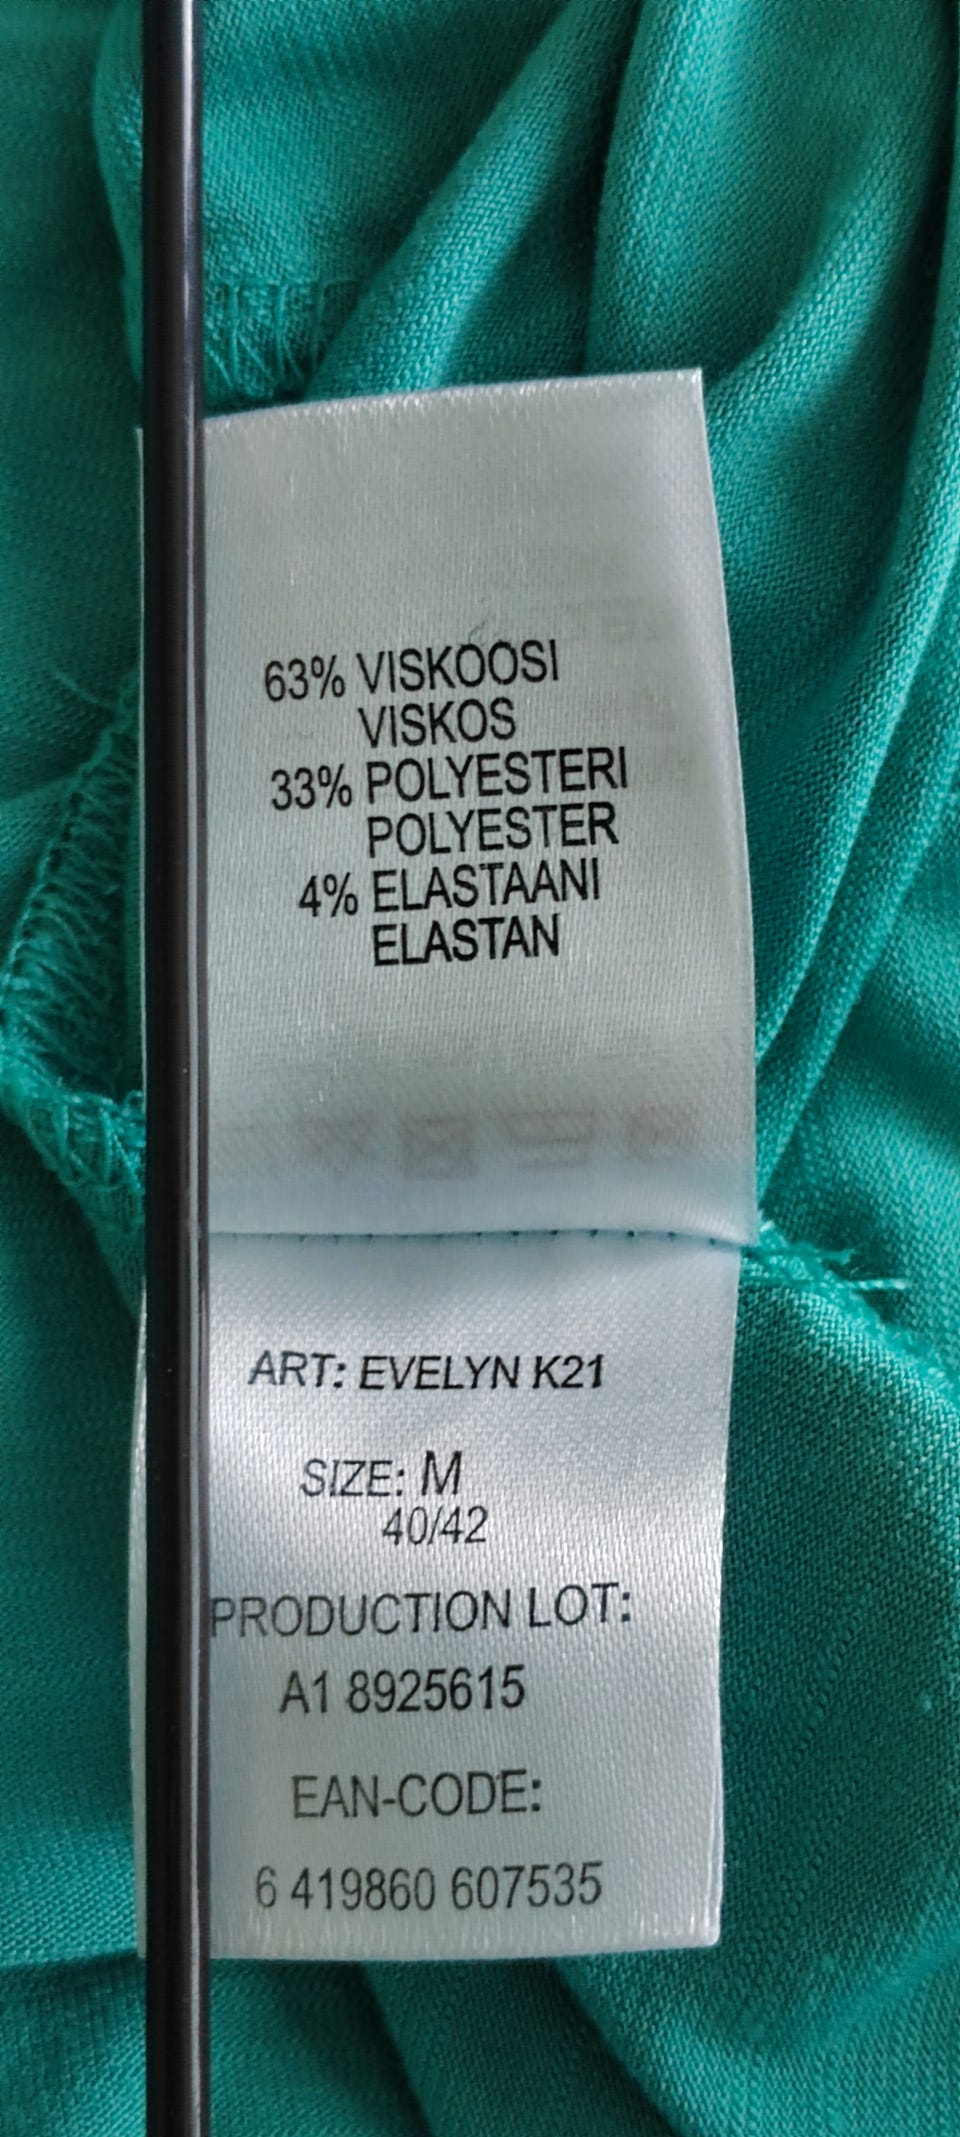 63% VISKOOSI
VISKOS
33% POLYESTERI
POLYESTER
4% ELASTAANI
ELASTAN
ART: EVELYN K21
SIZE: M
40/42
PRODUCTION LOT:
A1 8925615
EAN-CODE:
6 419860 607535